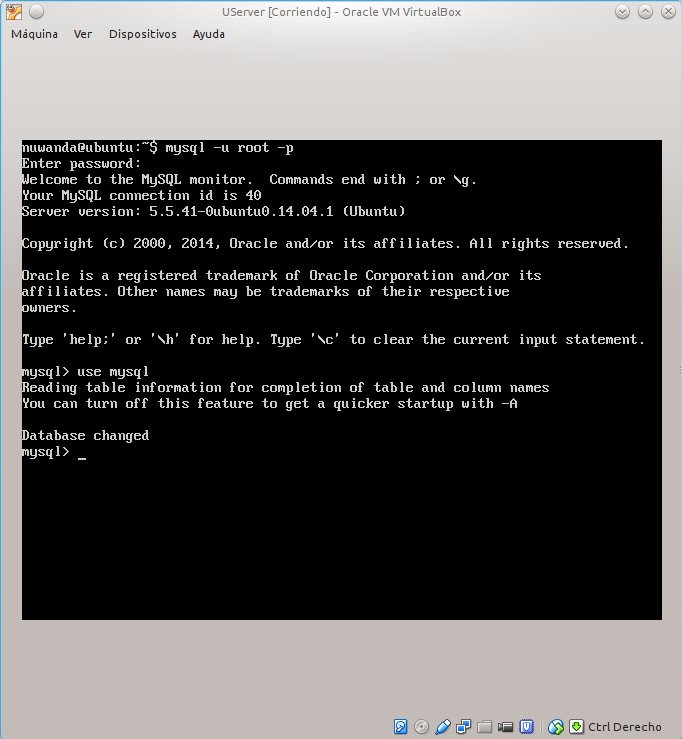 UServer [Corriendo] - Oracle VM VirtualBox
Máquina Ver Dispositivos Ayuda
nuwanda@ubuntu:~$ mysql -u root -p
Enter password:
Welcome to the MySQL monitor.  Commands end with ; or \g.
Your MySQL connection id is 40
Server version: 5.5.41-0ubuntu0.14.04.1 (Ubuntu)
Copyright (c) 2000, 2014, Oracle and/or its affiliates. All rights reserved.
Oracle is a registered trademark of Oracle Corporation and/or its
affiliates. Other names may be trademarks of their respective
owners.
Type 'help;' or '\h' for help. Type '\c' to clear the current input statement.
mysql> use mysql
Reading table information for completion of table and column names
You can turn off this feature to get a quicker startup with -A
Database changed
mysql> _
Ctrl Derecho